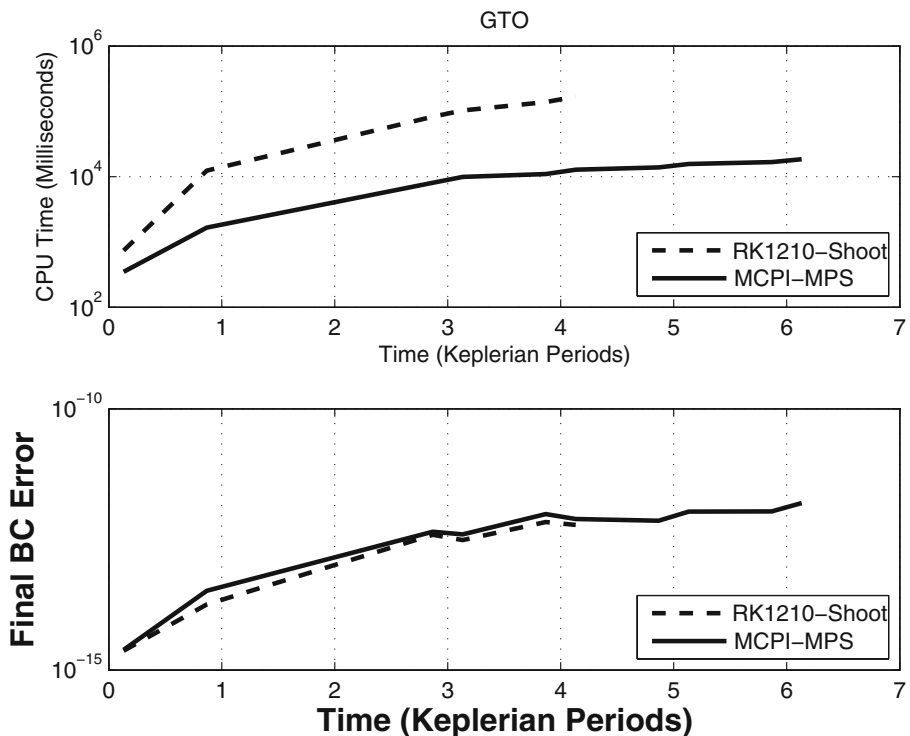 GTO
10^6
10^4
10^2
CPU Time (Milliseconds)
0 1 2 3 4 5 6 7
Time (Keplerian Periods)
RK1210−Shoot
MCPI−MPS
10^−10
10^−15
Final BC Error
0 1 2 3 4 5 6 7
Time (Keplerian Periods)
RK1210−Shoot
MCPI−MPS